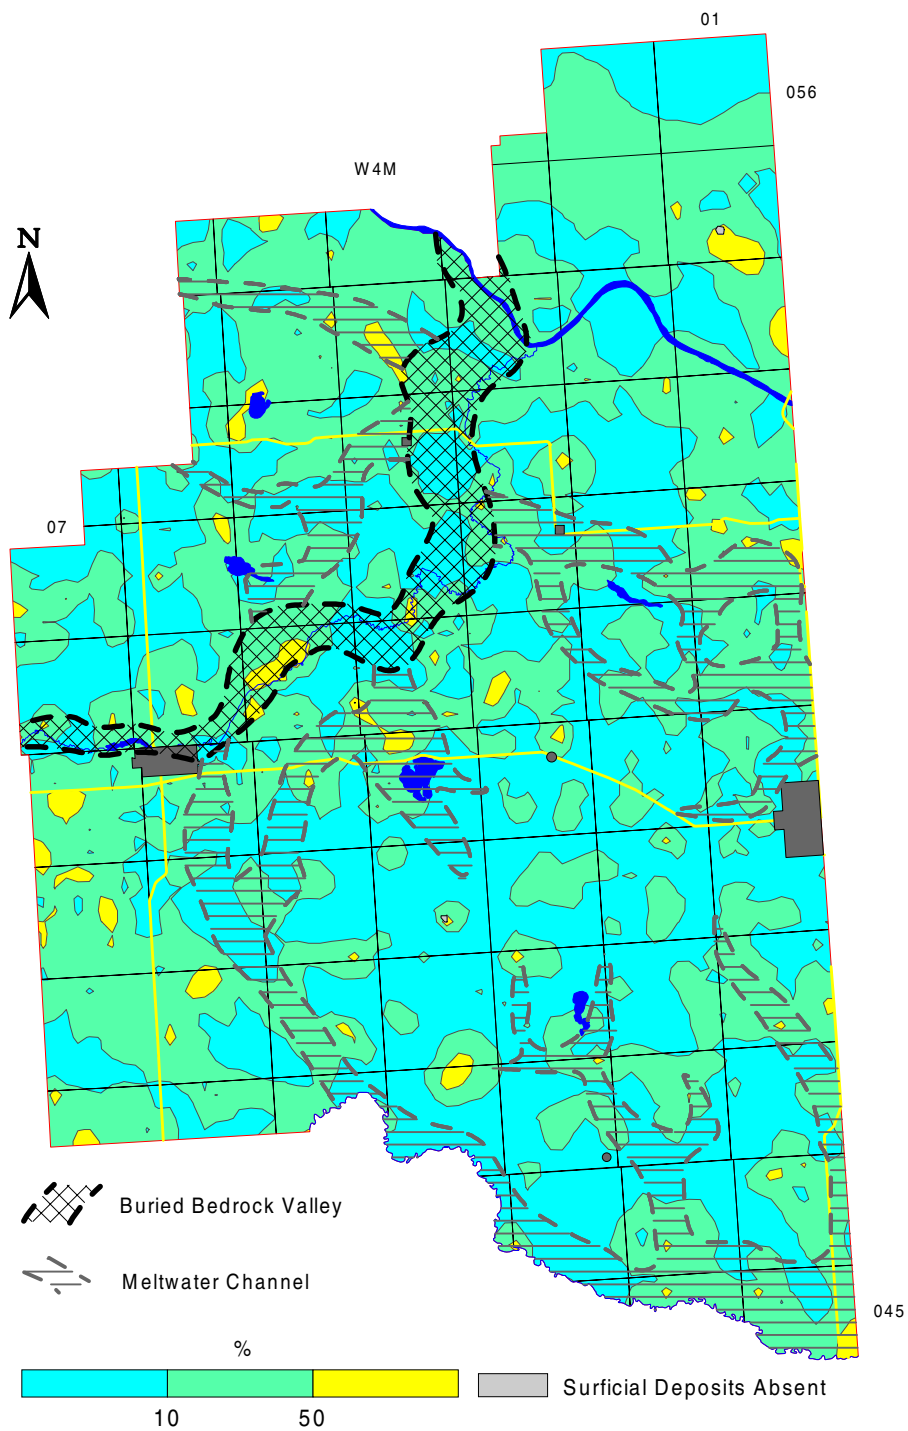 01
056
W4M
N
07
Buried Bedrock Valley
Meltwater Channel
045
%
Surficial Deposits Absent
10 50